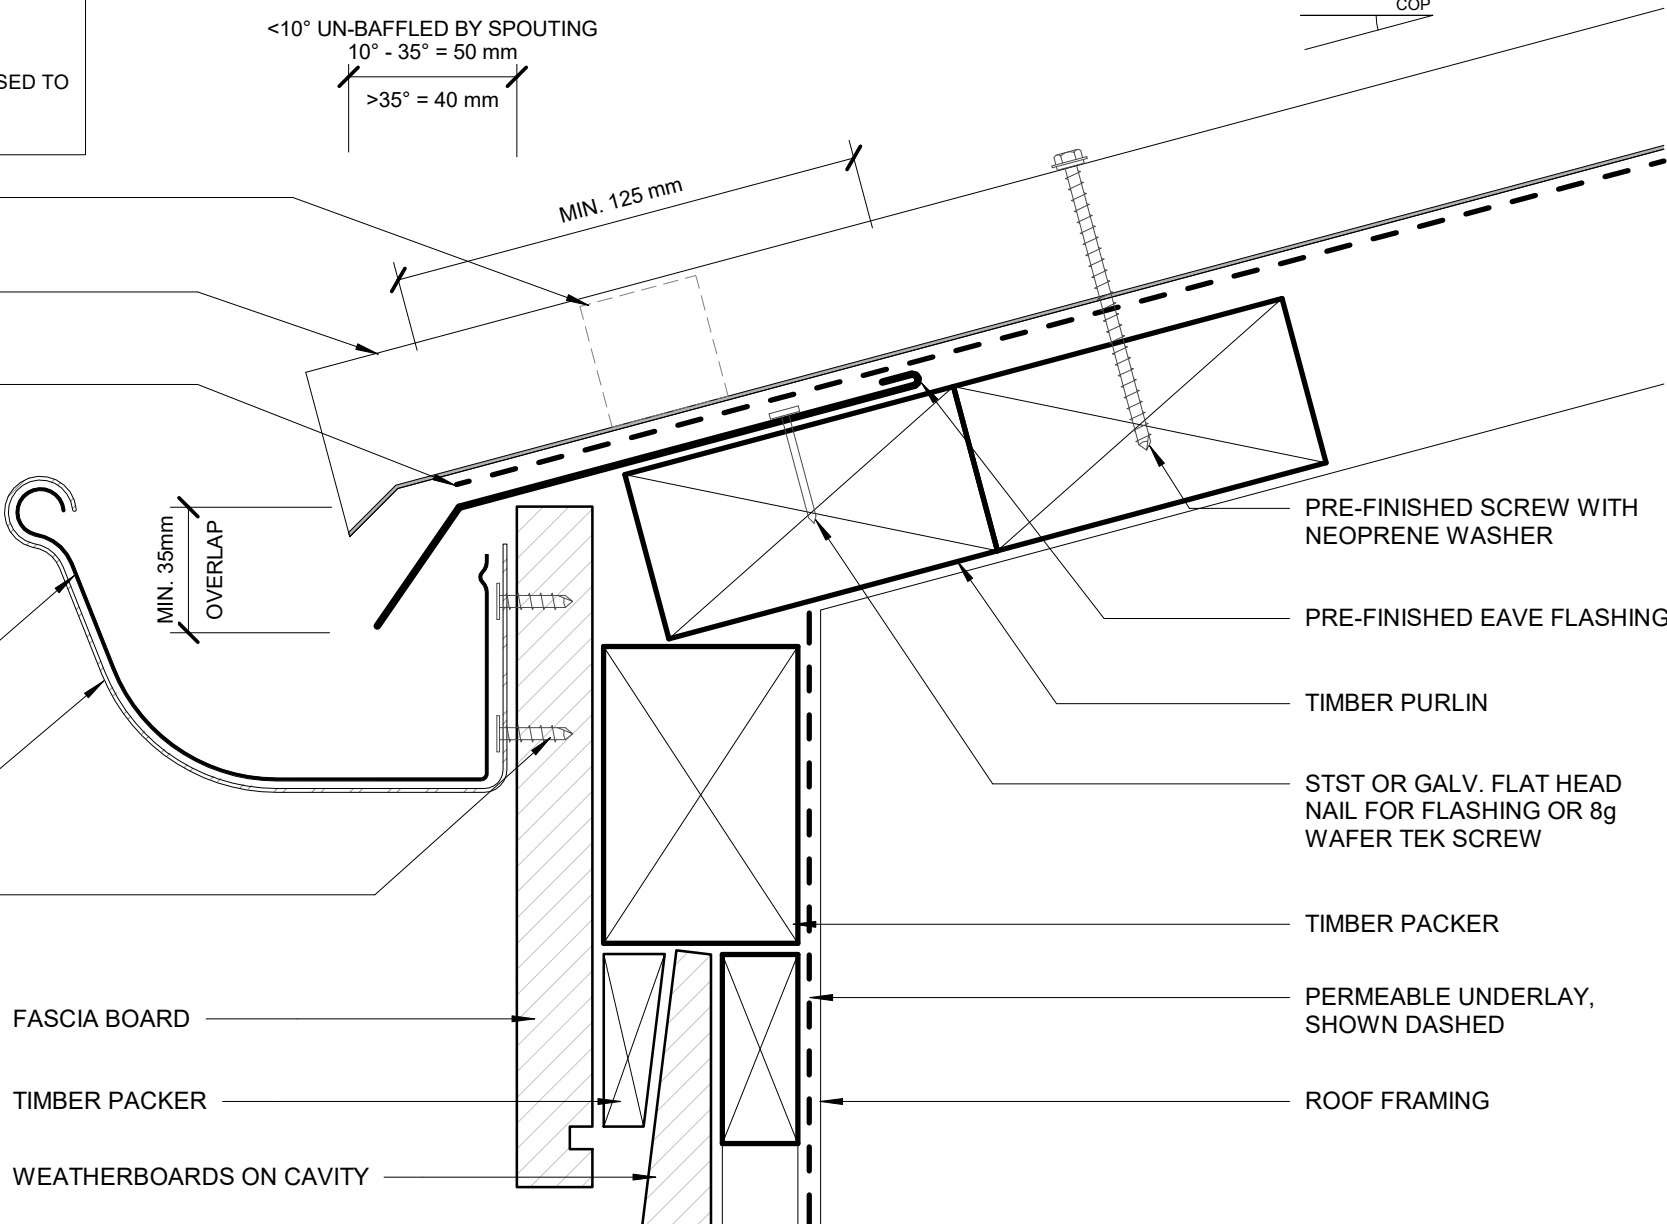 COP
<10° UN-BAFFLED BY SPOUTING
10° - 35° = 50 mm
>35° = 40 mm
SED TO
MIN. 125 mm
MIN. 35mm
OVERLAP
PRE-FINISHED SCREW WITH
NEOPRENE WASHER
PRE-FINISHED EAVE FLASHING
TIMBER PURLIN
STST OR GALV. FLAT HEAD
NAIL FOR FLASHING OR 8g
WAFER TEK SCREW
TIMBER PACKER
PERMEABLE UNDERLAY,
SHOWN DASHED
ROOF FRAMING
FASCIA BOARD
TIMBER PACKER
WEATHERBOARDS ON CAVITY